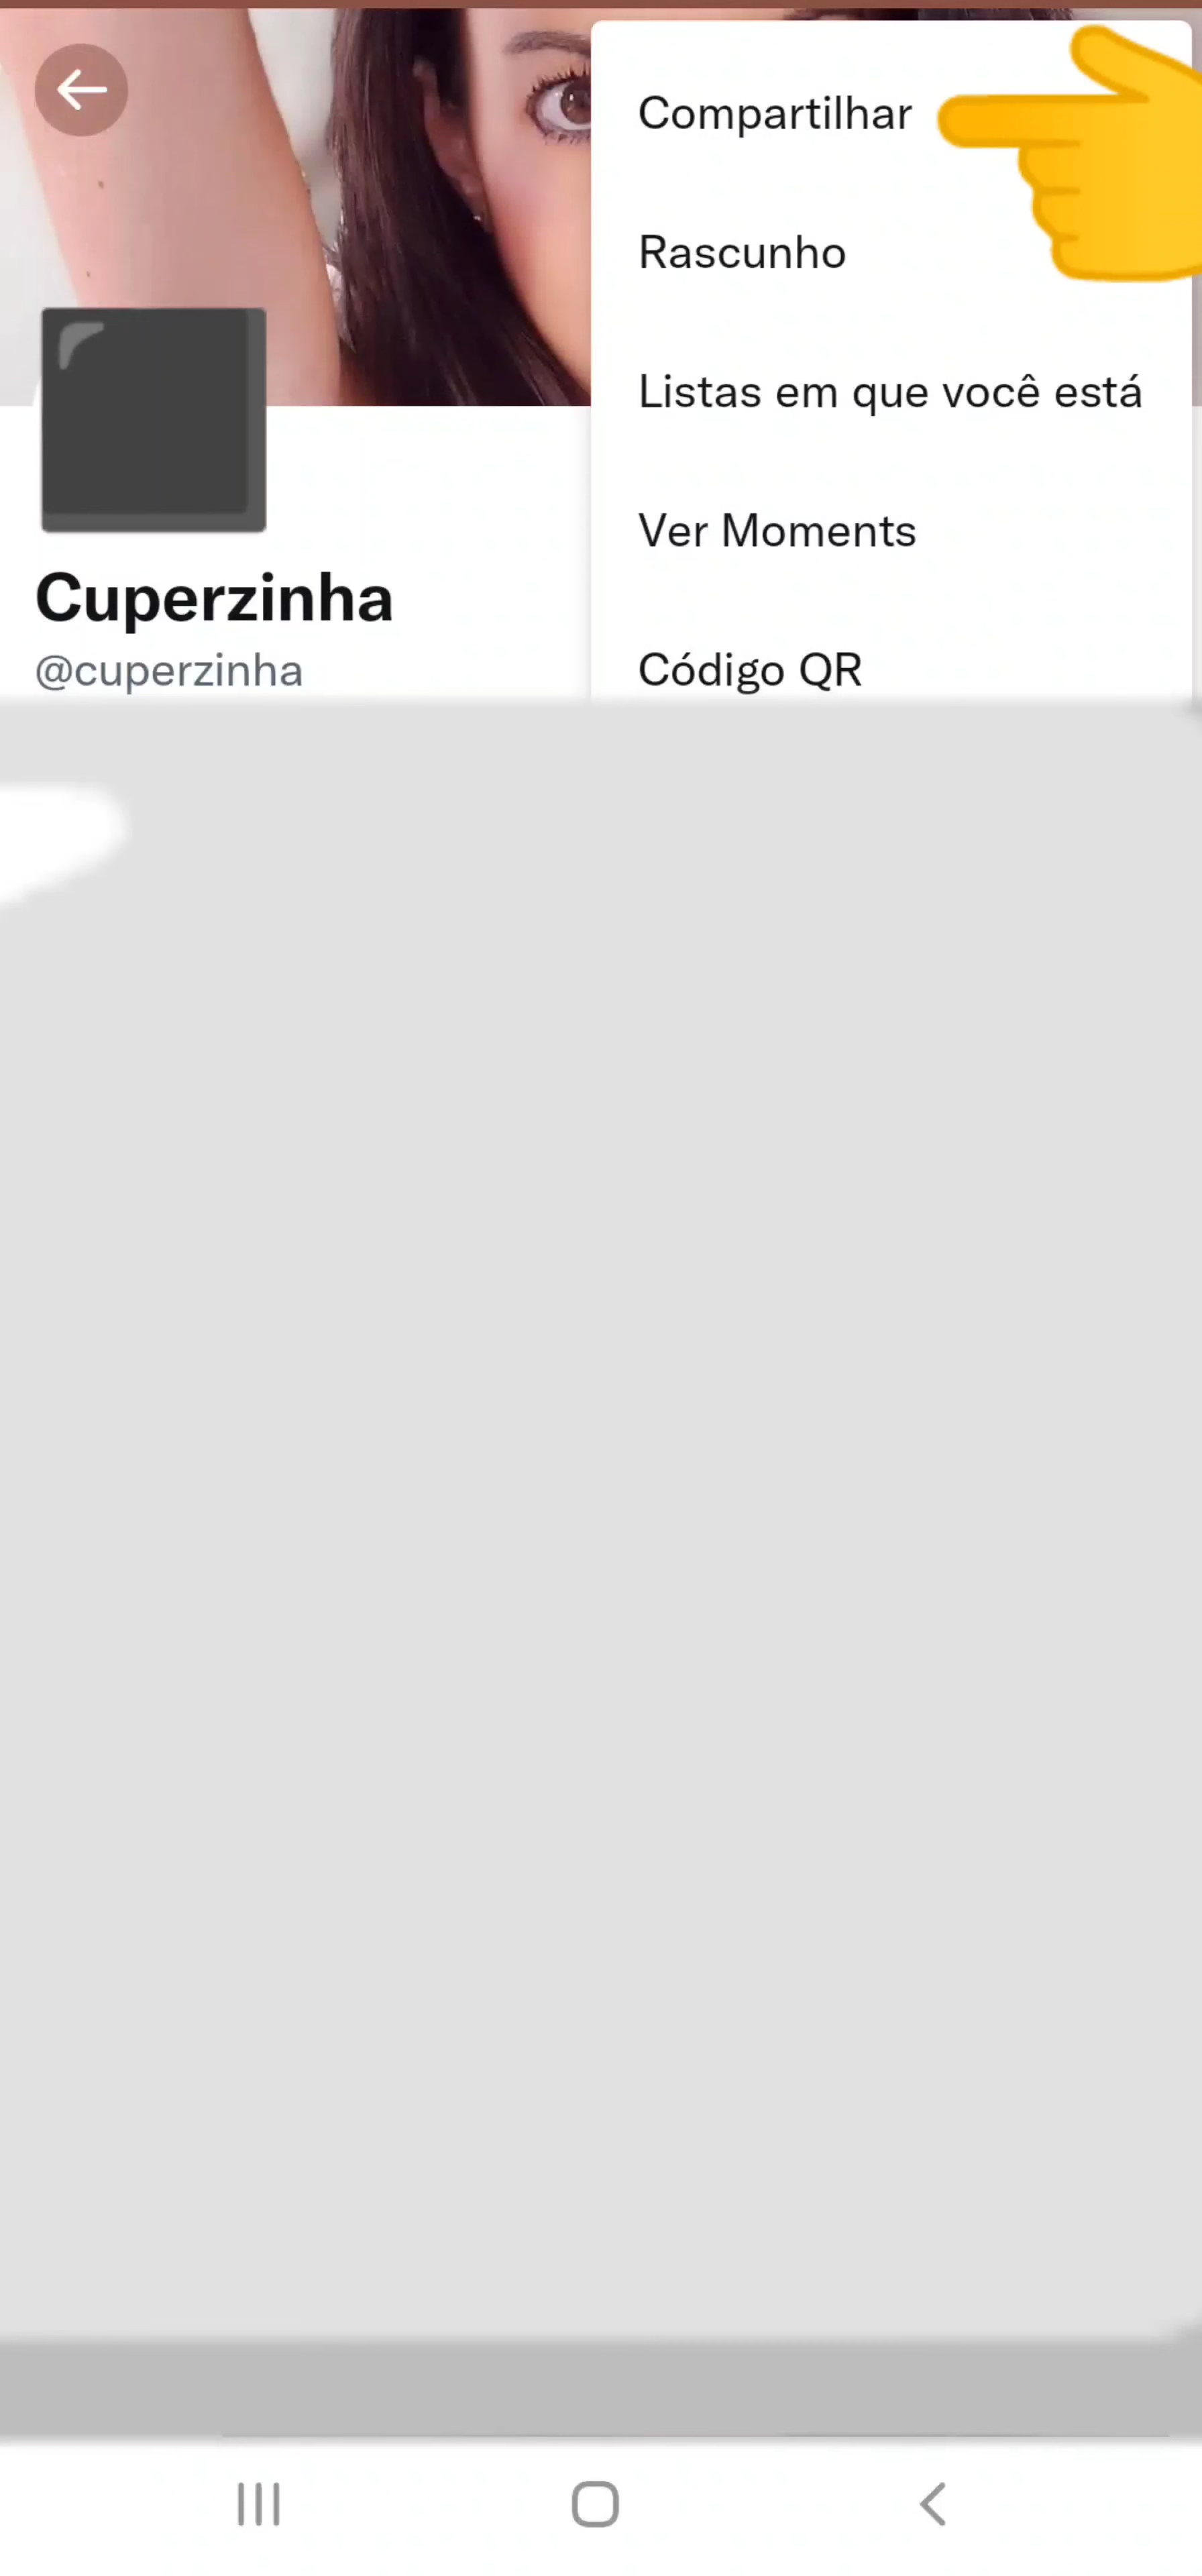 Compartilhar
Rascunho
Listas em que você está
Ver Moments
Código QR
Cuperzinha
@cuperzinha